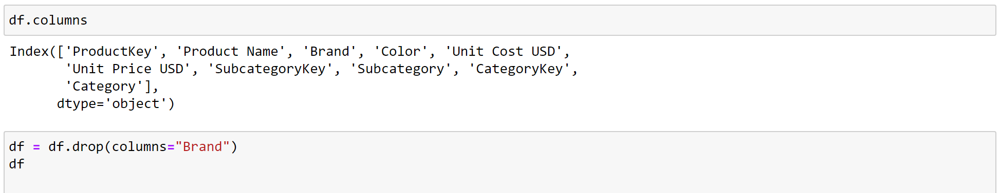 df.columns
Index(['ProductKey', 'Product Name', 'Brand', 'Color', 'Unit Cost USD',
'Unit Price USD', 'SubcategoryKey', 'Subcategory', 'CategoryKey',
'Category'],
dtype='object')
df = df.drop(columns="Brand")
df